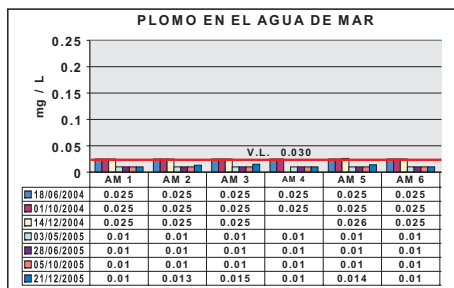 PLOMO EN EL AGUA DE MAR
0.25
0.2
0.15
0.1
0.05
0
mg / L
V.L. 0.030
AM 1 AM 2 AM 3 AM 4 AM 5 AM 6
18/06/2004 0.025 0.025 0.025 0.025 0.025 0.025
01/10/2004 0.025 0.025 0.025 0.025 0.025 0.025
14/12/2004 0.025 0.025 0.025 0.026 0.025
03/05/2005 0.01 0.01 0.01 0.01 0.01 0.01
28/06/2005 0.01 0.01 0.01 0.01 0.01 0.01
05/10/2005 0.01 0.01 0.01 0.01 0.01 0.01
21/12/2005 0.01 0.013 0.015 0.01 0.014 0.01